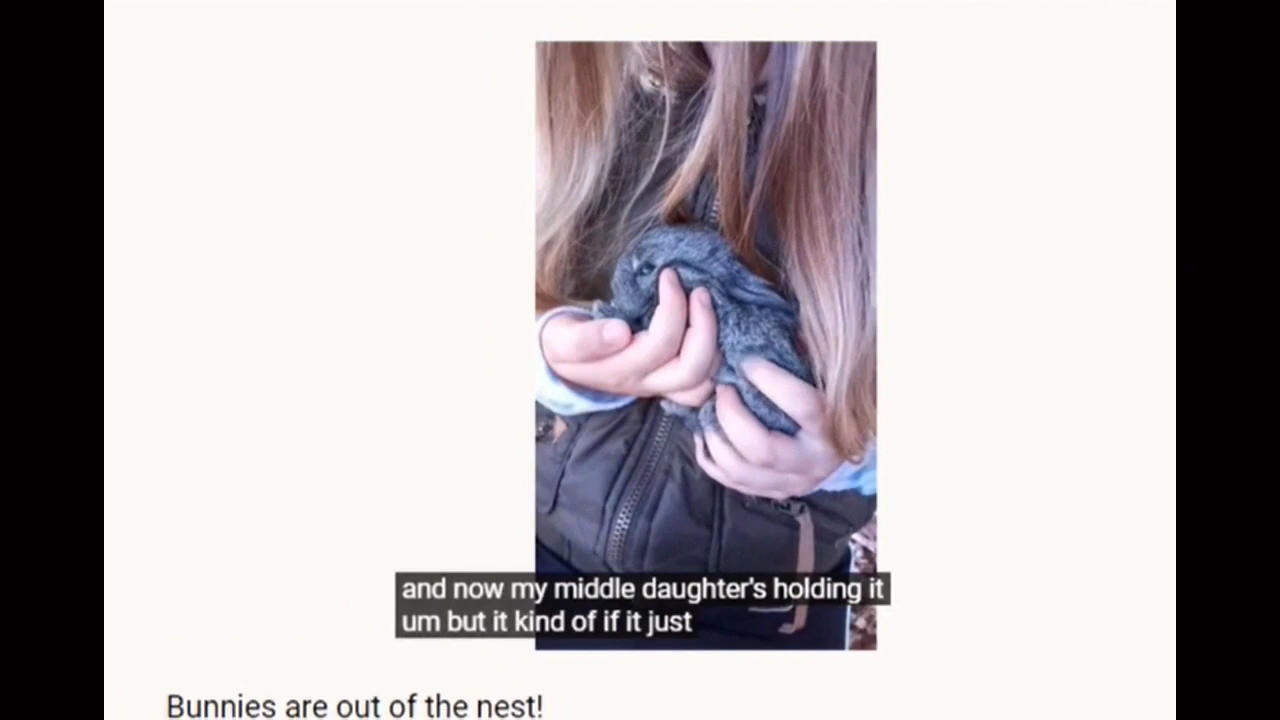 and now my middle daughter's holding it
um but it kind of if it just
Bunnies are out of the nest!